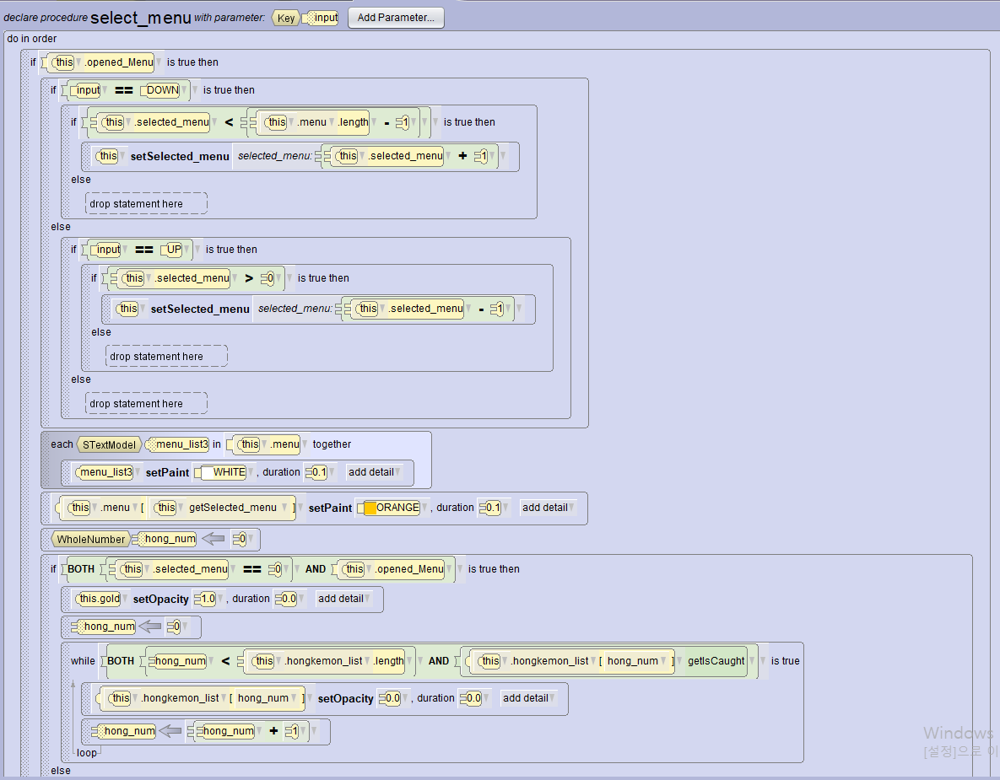 declare procedure select_menu with parameter: Key input Add Parameter...
do in order
if this .opened_Menu is true then
if input == DOWN is true then
if this .selected_menu < this .menu .length - 1 is true then
this setSelected_menu selected_menu: this .selected_menu + 1
else
drop statement here
else
if input == UP is true then
if this .selected_menu > 0 is true then
this setSelected_menu selected_menu: this .selected_menu - 1
else
drop statement here
else
drop statement here
each STextModel menu_list3 in this .menu together
menu_list3 setPaint WHITE , duration 0.1 add detail
this .menu [ this getSelected_menu ] setPaint ORANGE , duration 0.1 add detail
WholeNumber hong_num 0
if BOTH this .selected_menu == 0 AND this .opened_Menu is true then
this.gold setOpacity 1.0 , duration 0.0 add detail
hong_num 0
while BOTH hong_num < this .hongkemon_list .length AND this .hongkemon_list [ hong_num ] getIsCaught is true
this .hongkemon_list [ hong_num ] setOpacity 0.0 , duration 0.0 add detail
hong_num hong_num + 1
loop
else
Windows
[설정]으로 이